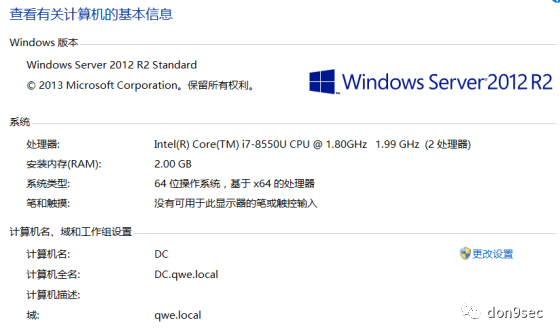 查看有关计算机的基本信息
Windows 版本
Windows Server 2012 R2 Standard
© 2013 Microsoft Corporation。保留所有权利。
Windows Server 2012 R2
系统
处理器: Intel(R) Core(TM) i7-8550U CPU @ 1.80GHz 1.99 GHz (2 处理器)
安装内存(RAM): 2.00 GB
系统类型: 64 位操作系统，基于 x64 的处理器
笔和触摸: 没有可用于此显示器的笔或触控输入
计算机名、域和工作组设置
计算机名: DC 更改设置
计算机全名: DC.qwe.local
计算机描述:
域: qwe.local
don9sec